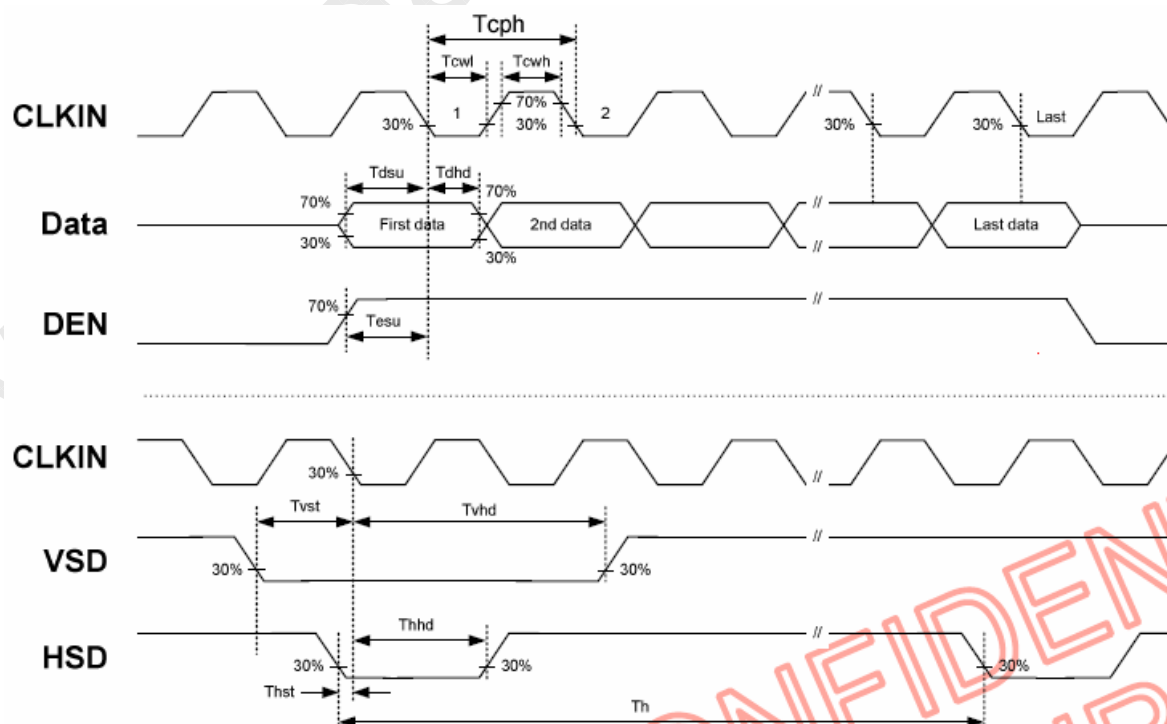 Tcph
Tcwl Tcwh
CLKIN 30% 1 70% 30% 2 // 30% 30% Last
Tdsu Tdhd
70% 70%
Data First data 2nd data // // Last data
30% 30%
DEN 70% //
Tesu
CLKIN 30% //
Tvst Tvhd
VSD 30% 30% //
Thhd
HSD 30% 30% // 30%
Thst
Th
CONFIDEN